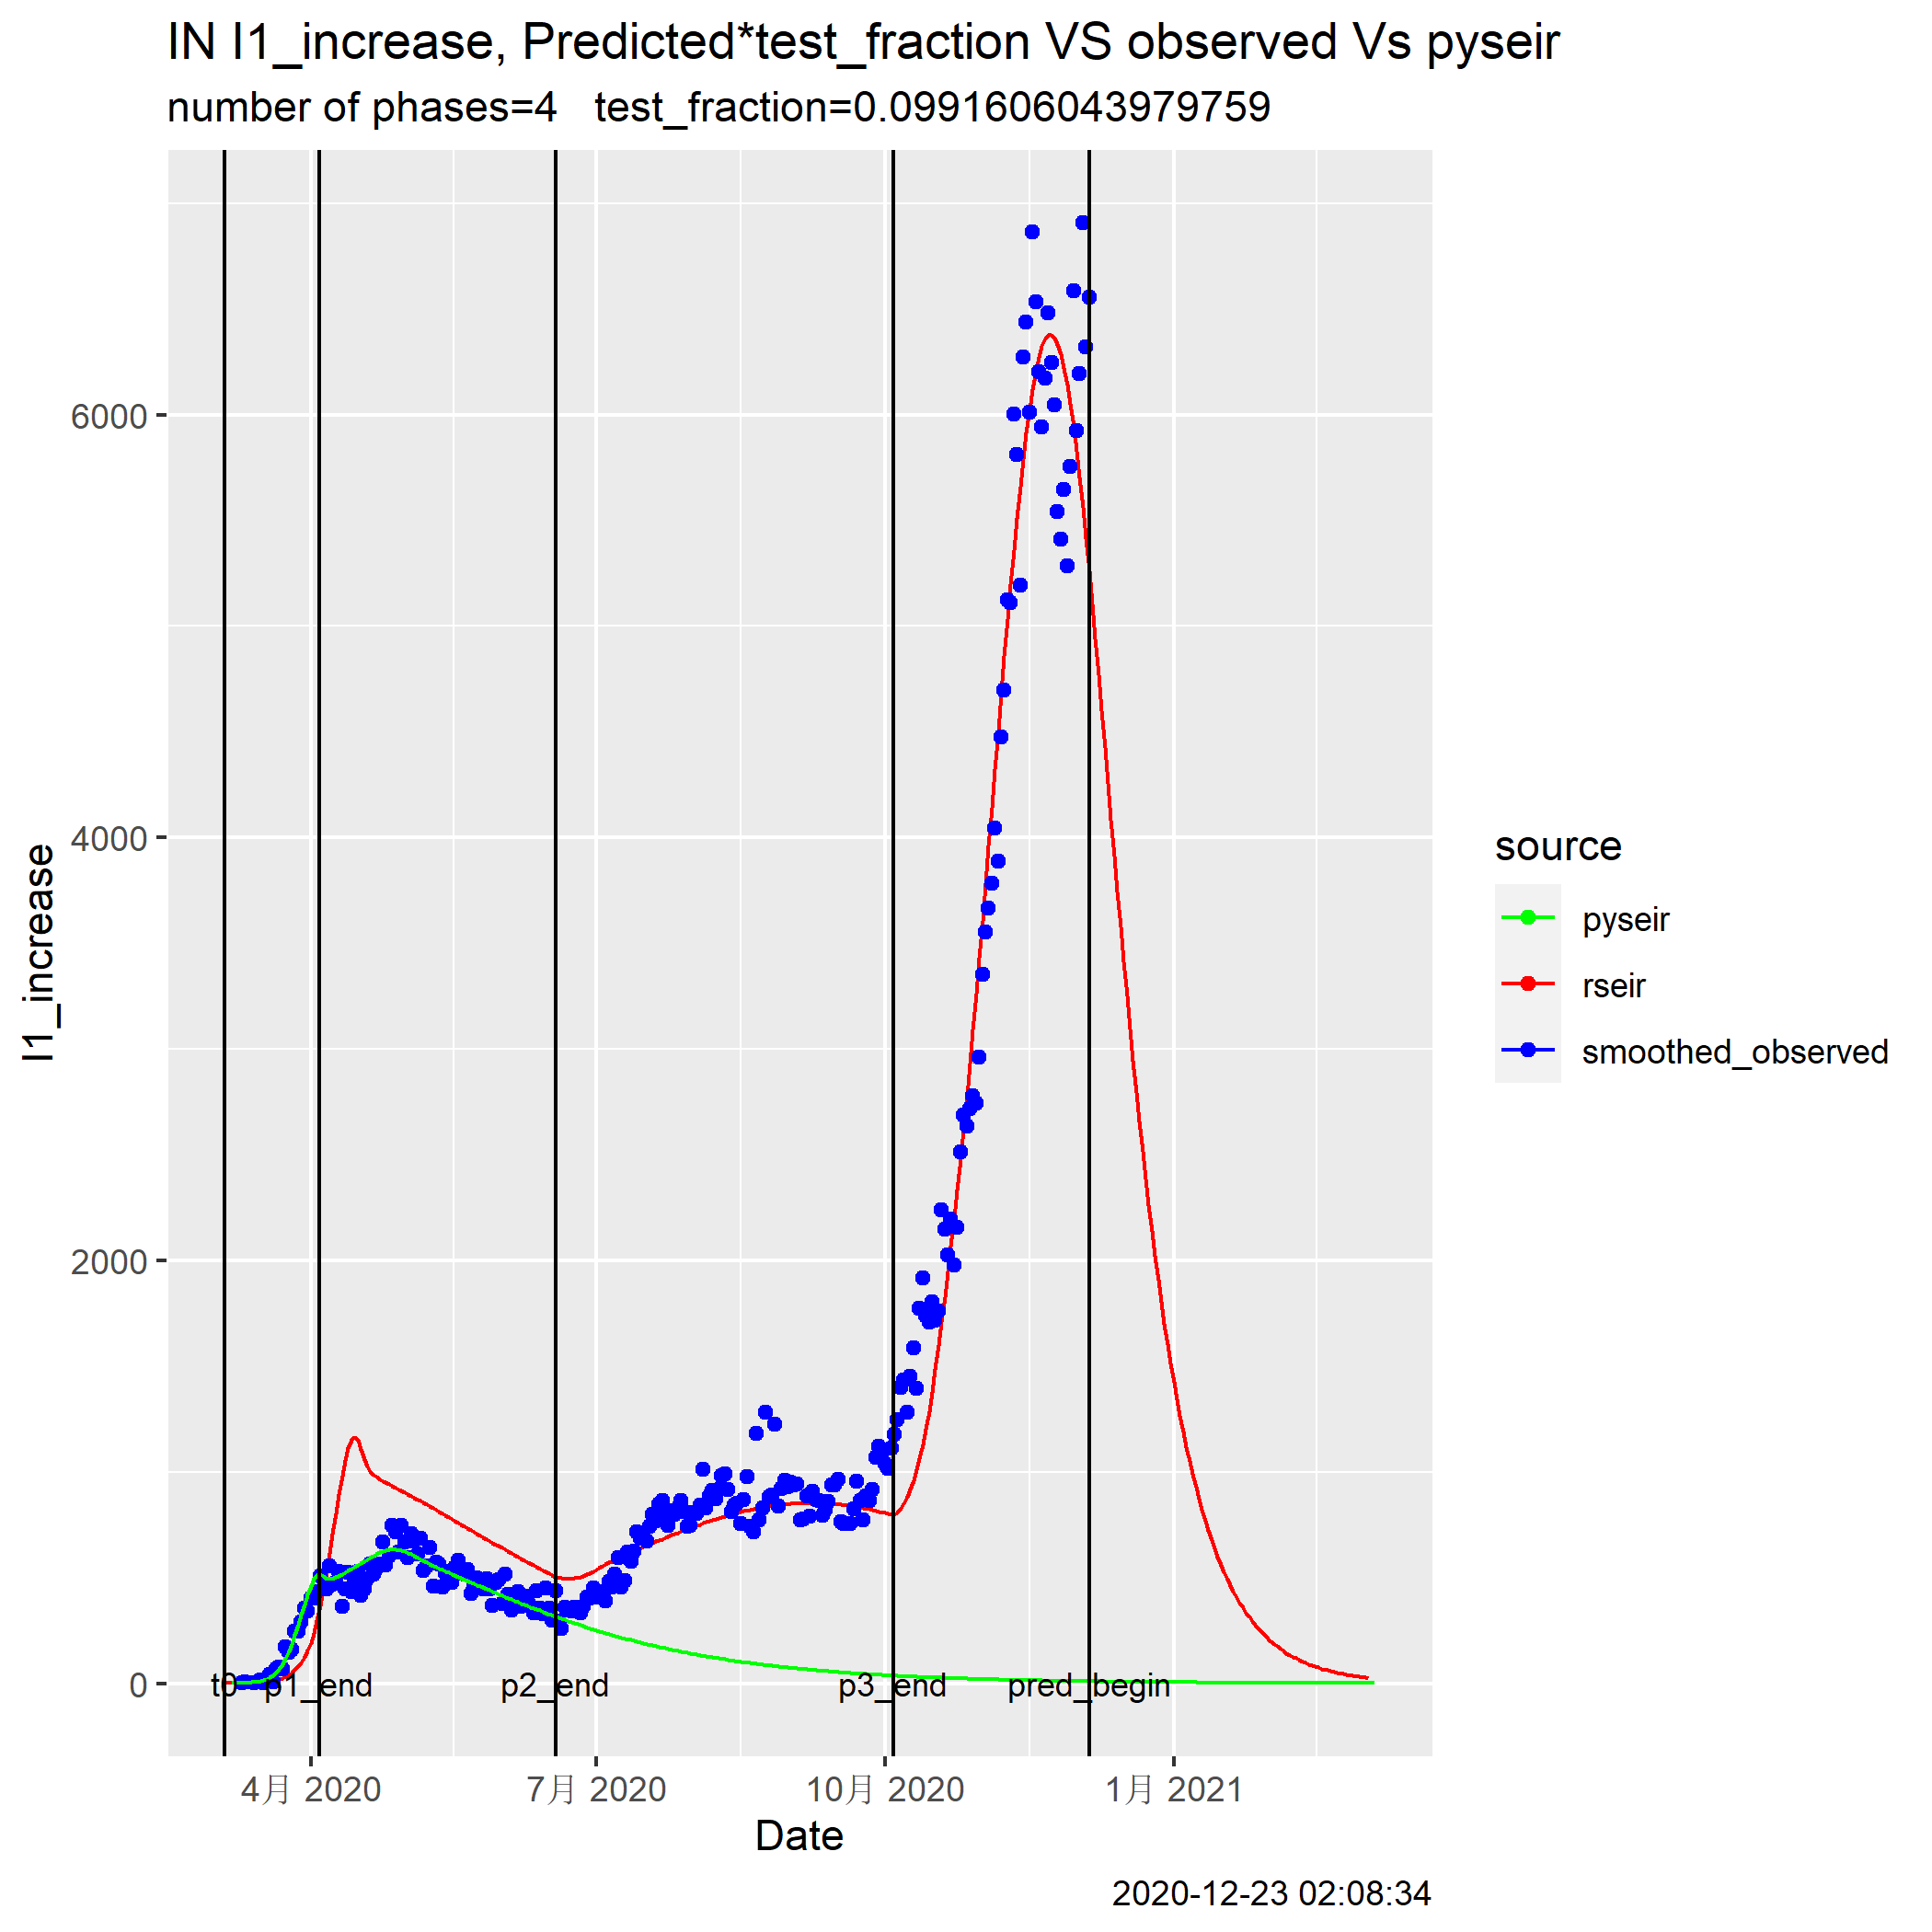 IN I1_increase, Predicted*test_fraction VS observed Vs pyseir
number of phases=4   test_fraction=0.0991606043979759
I1_increase
6000
4000
2000
0
t0 p1_end p2_end p3_end pred_begin
4月 2020 7月 2020 10月 2020 1月 2021
Date
source
pyseir
rseir
smoothed_observed
2020-12-23 02:08:34